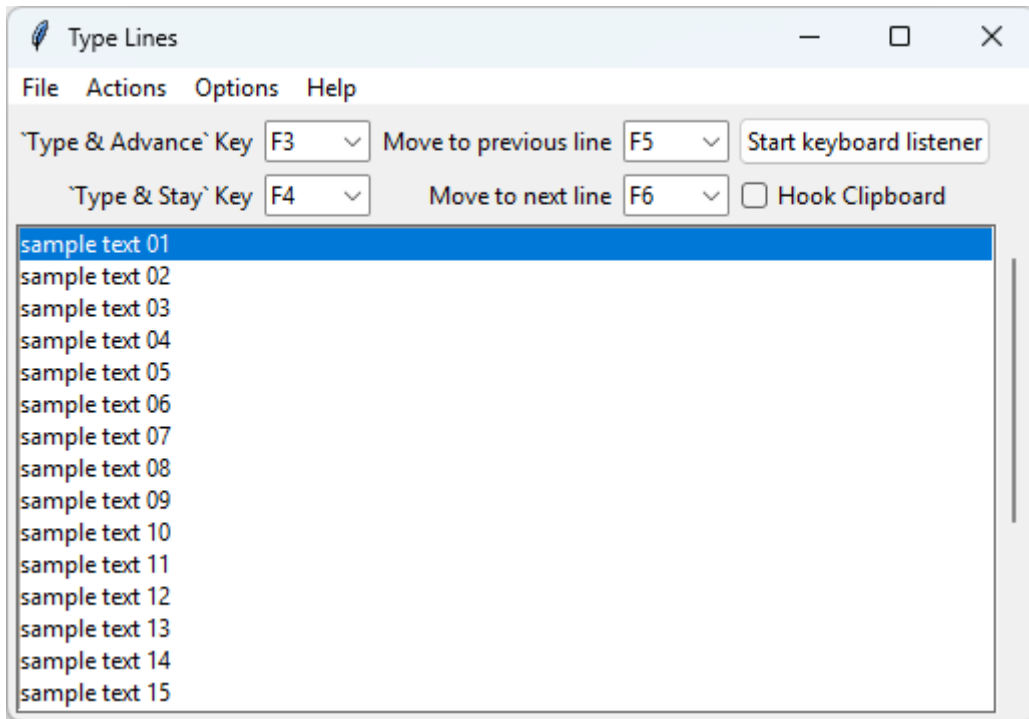 Type Lines
File Actions Options Help
`Type & Advance` Key F3 Move to previous line F5 Start keyboard listener
`Type & Stay` Key F4 Move to next line F6 Hook Clipboard
sample text 01
sample text 02
sample text 03
sample text 04
sample text 05
sample text 06
sample text 07
sample text 08
sample text 09
sample text 10
sample text 11
sample text 12
sample text 13
sample text 14
sample text 15